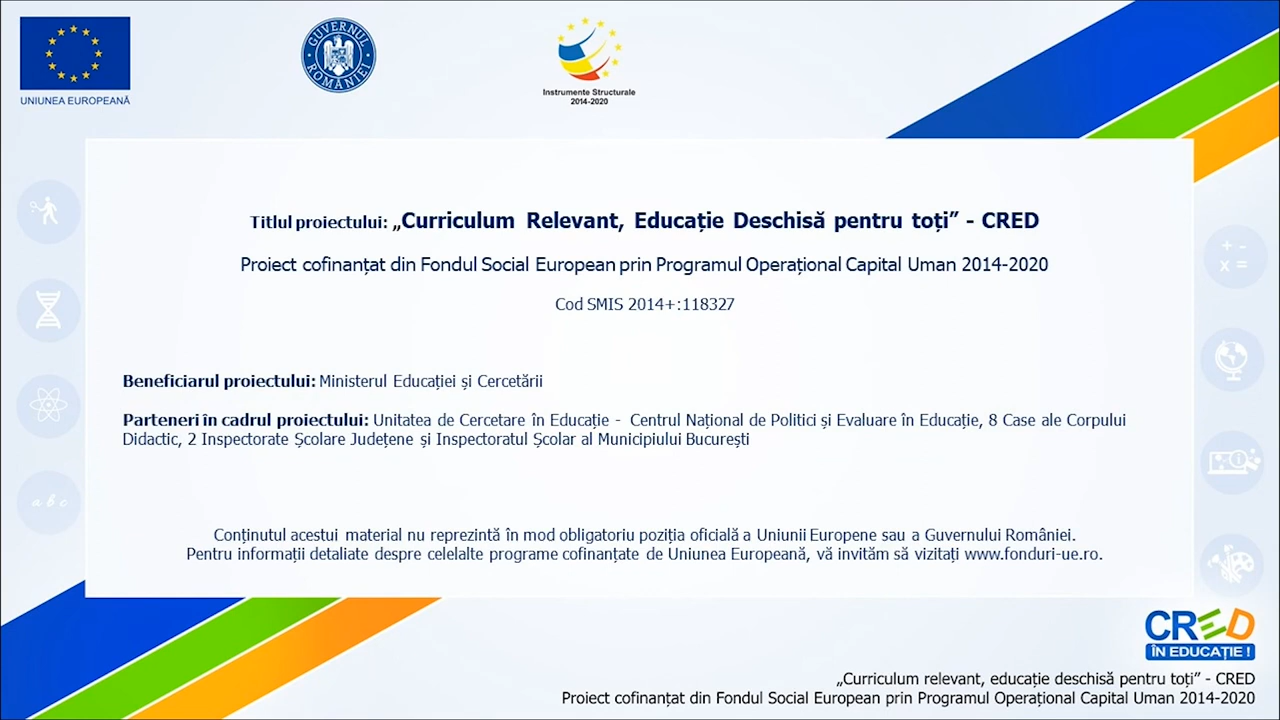 UNIUNEA EUROPEANĂ
GUVERNUL ROMÂNIEI
Instrumente Structurale
2014-2020
Titlul proiectului: „Curriculum Relevant, Educație Deschisă pentru toți” - CRED
Proiect cofinanțat din Fondul Social European prin Programul Operațional Capital Uman 2014-2020
Cod SMIS 2014+:118327
+ -
x =
Beneficiarul proiectului: Ministerul Educației și Cercetării
Parteneri în cadrul proiectului: Unitatea de Cercetare în Educație - Centrul Național de Politici și Evaluare în Educație, 8 Case ale Corpului
Didactic, 2 Inspectorate Școlare Județene și Inspectoratul Școlar al Municipiului București
a b c
Conținutul acestui material nu reprezintă în mod obligatoriu poziția oficială a Uniunii Europene sau a Guvernului României.
Pentru informații detaliate despre celelalte programe cofinanțate de Uniunea Europeană, vă invităm să vizitați www.fonduri-ue.ro.
CRED
ÎN EDUCAȚIE !
„Curriculum relevant, educație deschisă pentru toți” - CRED
Proiect cofinanțat din Fondul Social European prin Programul Operațional Capital Uman 2014-2020